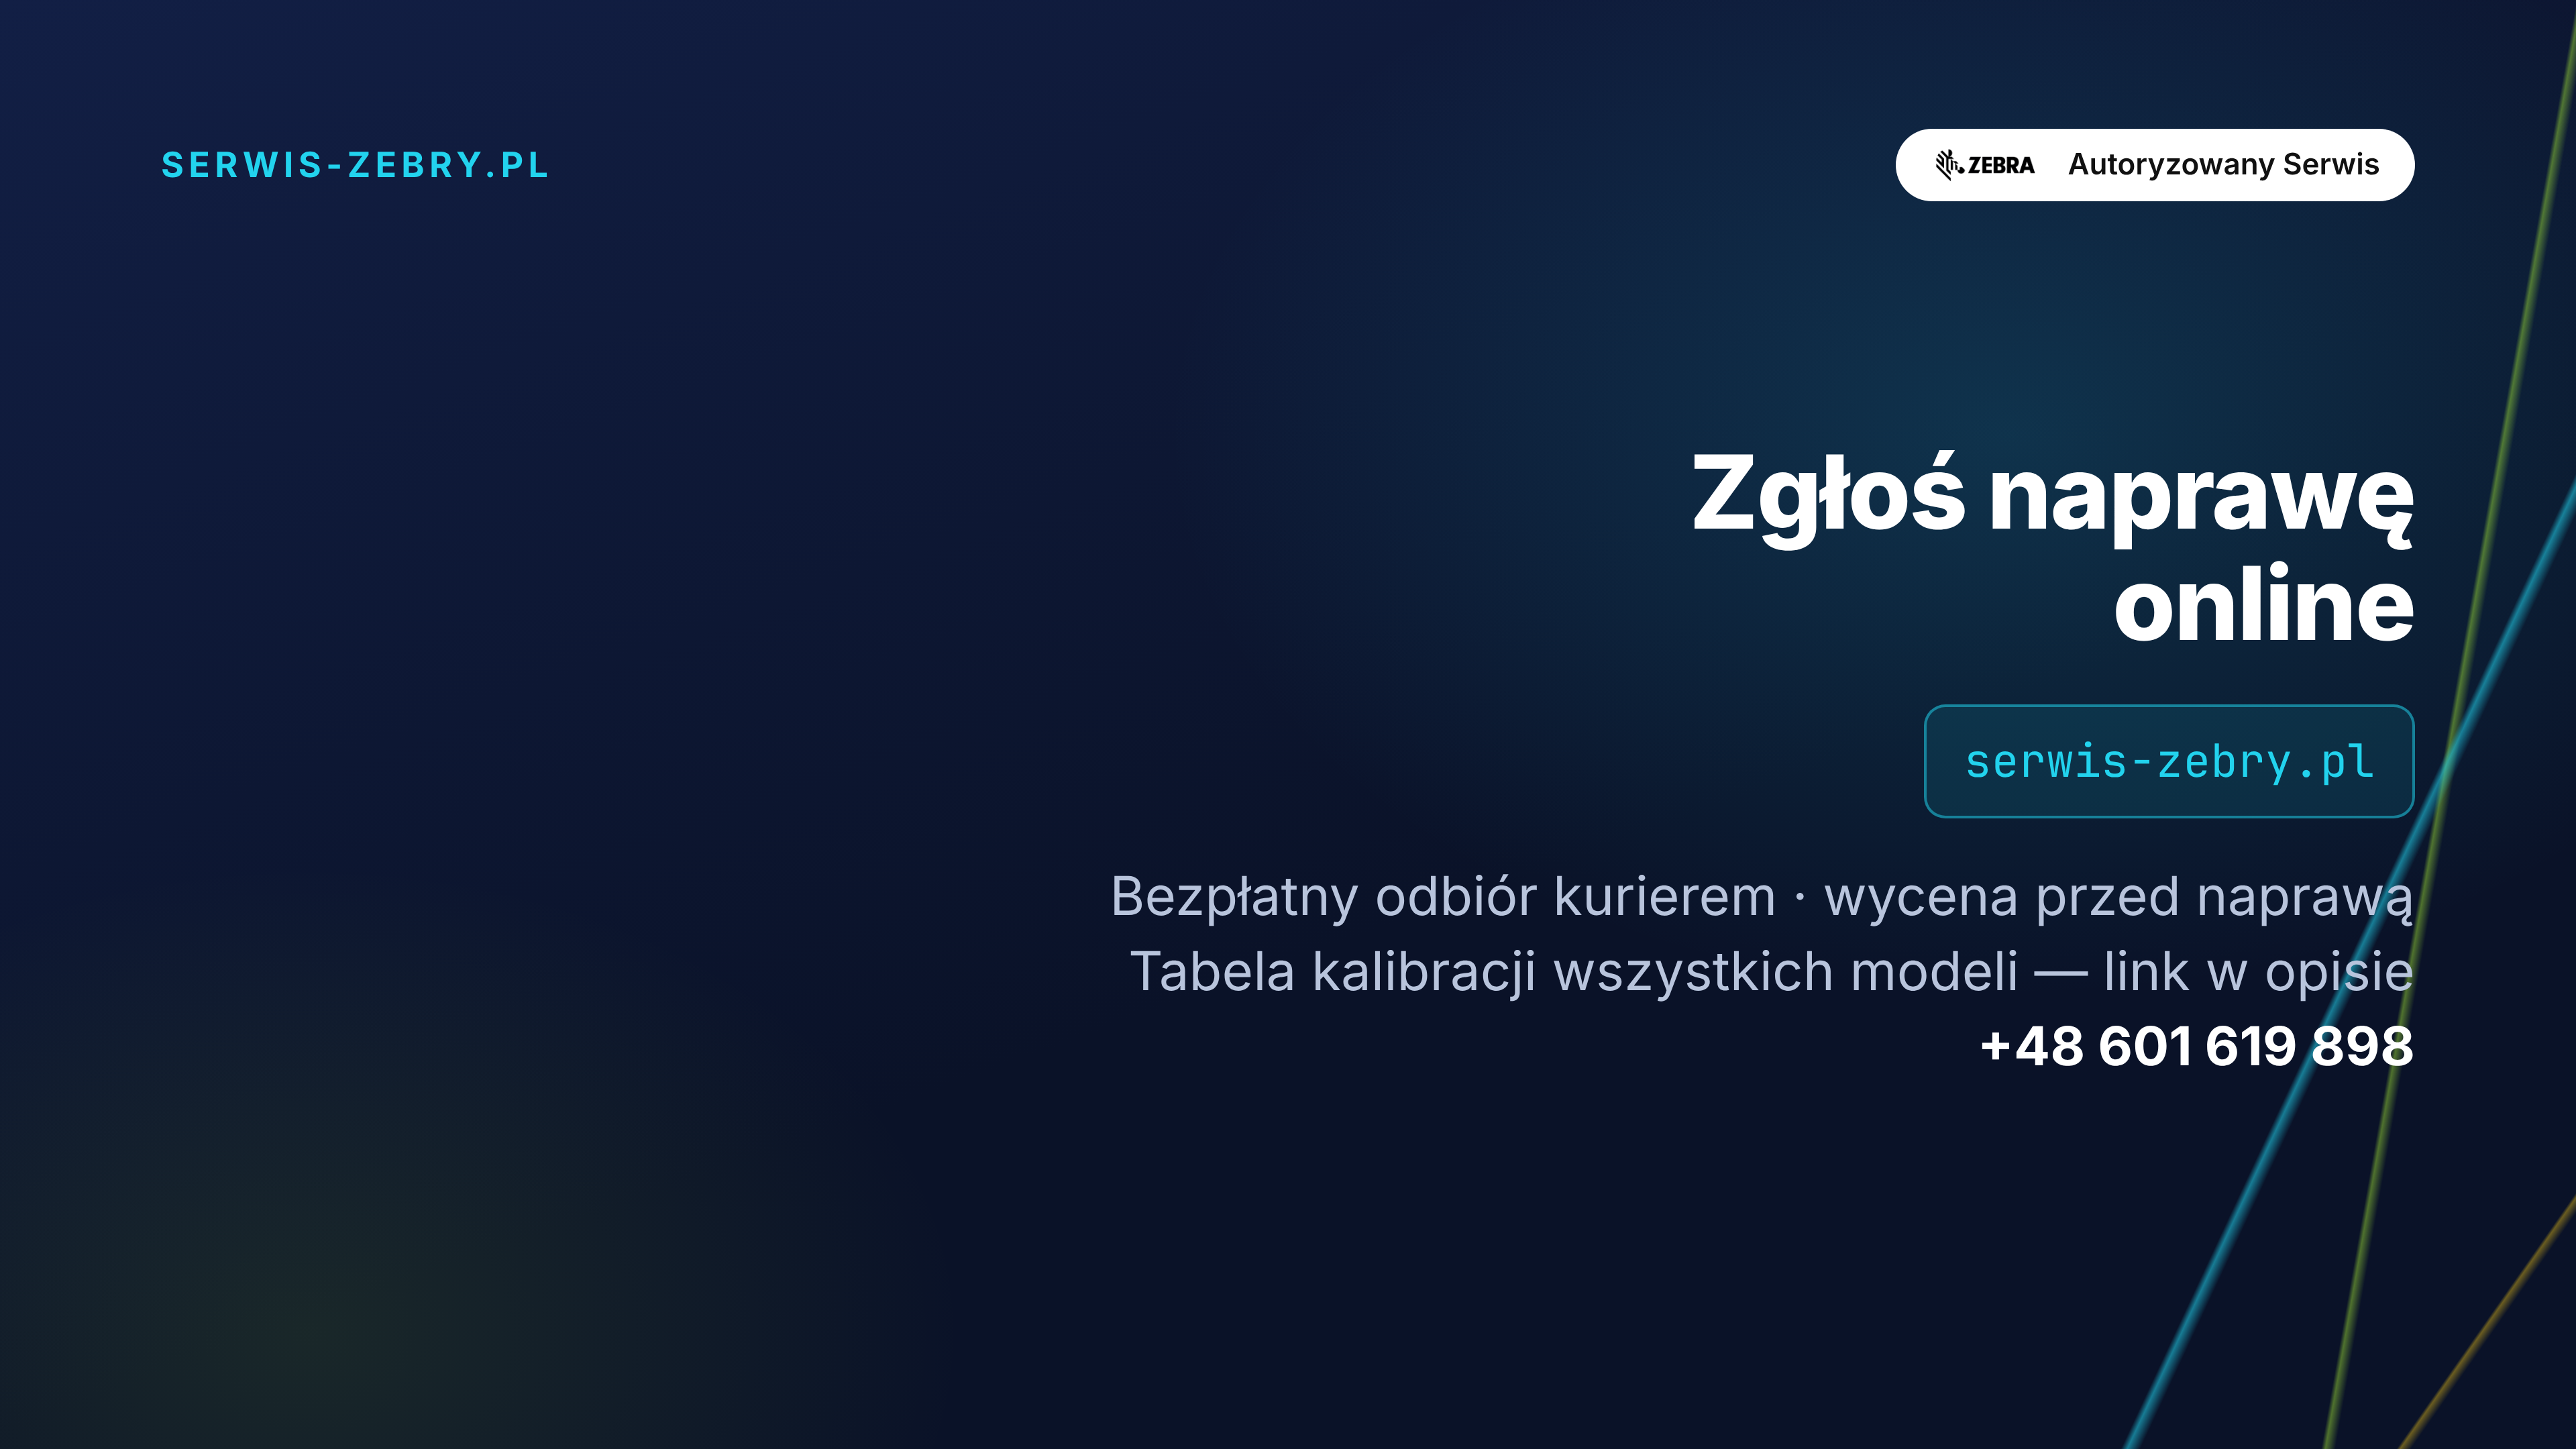 SERWIS-ZEBRY.PL
ZEBRA Autoryzowany Serwis
Zgłoś naprawę
online
serwis-zebry.pl
Bezpłatny odbiór kurierem · wycena przed naprawą
Tabela kalibracji wszystkich modeli — link w opisie
+48 601 619 898